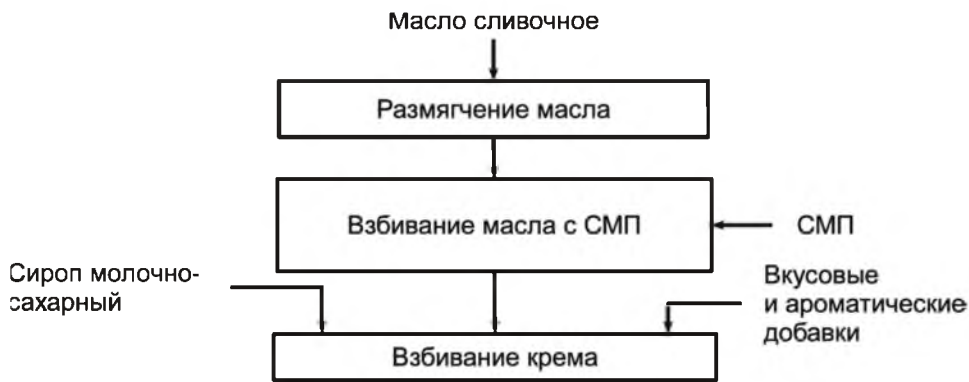 Масло сливочное
Размягчение масла
Взбивание масла с СМП
СМП
Сироп молочно-
сахарный
Вкусовые
и ароматические
добавки
Взбивание крема